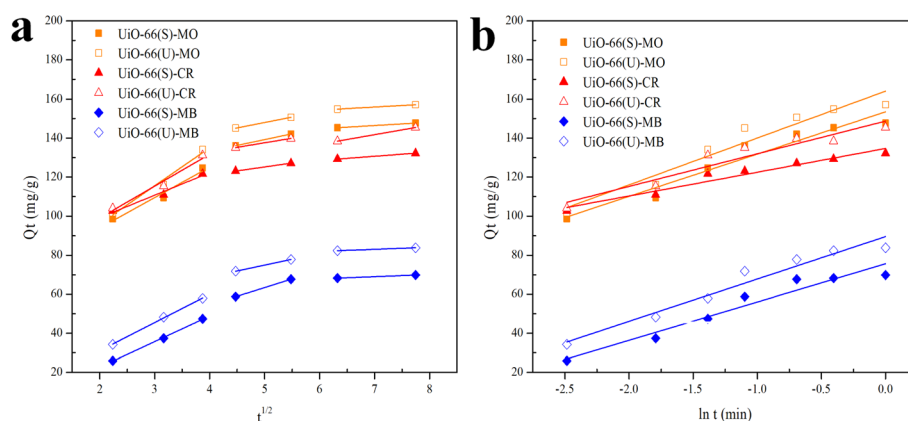 a
UiO-66(S)-MO
UiO-66(U)-MO
UiO-66(S)-CR
UiO-66(U)-CR
UiO-66(S)-MB
UiO-66(U)-MB
Qt (mg/g)
200
180
160
140
120
100
80
60
40
20
2
3
4
5
6
7
8
t^1/2
b
UiO-66(S)-MO
UiO-66(U)-MO
UiO-66(S)-CR
UiO-66(U)-CR
UiO-66(S)-MB
UiO-66(U)-MB
Qt (mg/g)
200
180
160
140
120
100
80
60
40
20
-2.5
-2.0
-1.5
-1.0
-0.5
0.0
ln t (min)